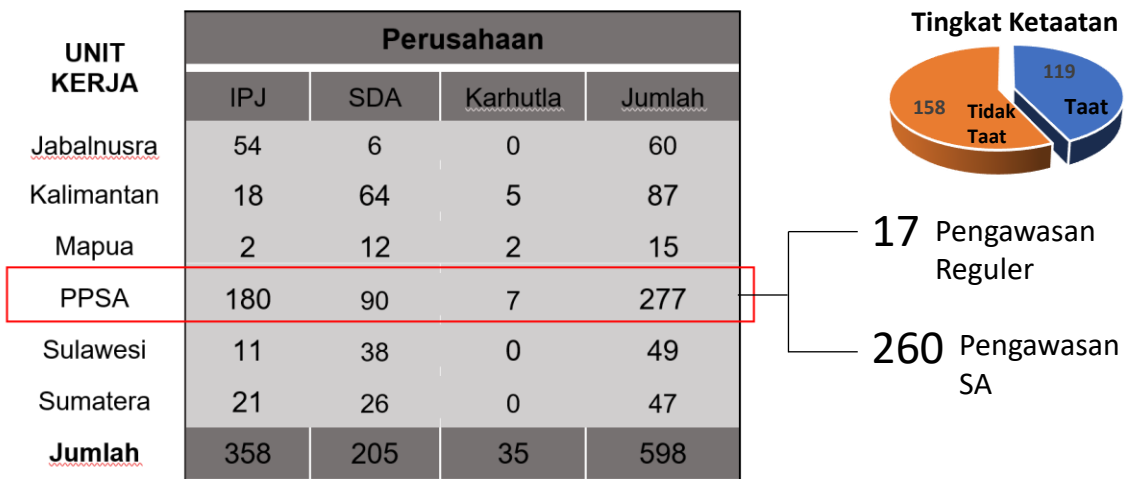 UNIT
KERJA
Perusahaan
IPJ SDA Karhutla Jumlah
Jabalnusra 54 6 0 60
Kalimantan 18 64 5 87
Mapua 2 12 2 15
PPSA 180 90 7 277
Sulawesi 11 38 0 49
Sumatera 21 26 0 47
Jumlah 358 205 35 598
Tingkat Ketaatan
119
Taat
158
Tidak
Taat
17 Pengawasan
Reguler
260 Pengawasan
SA